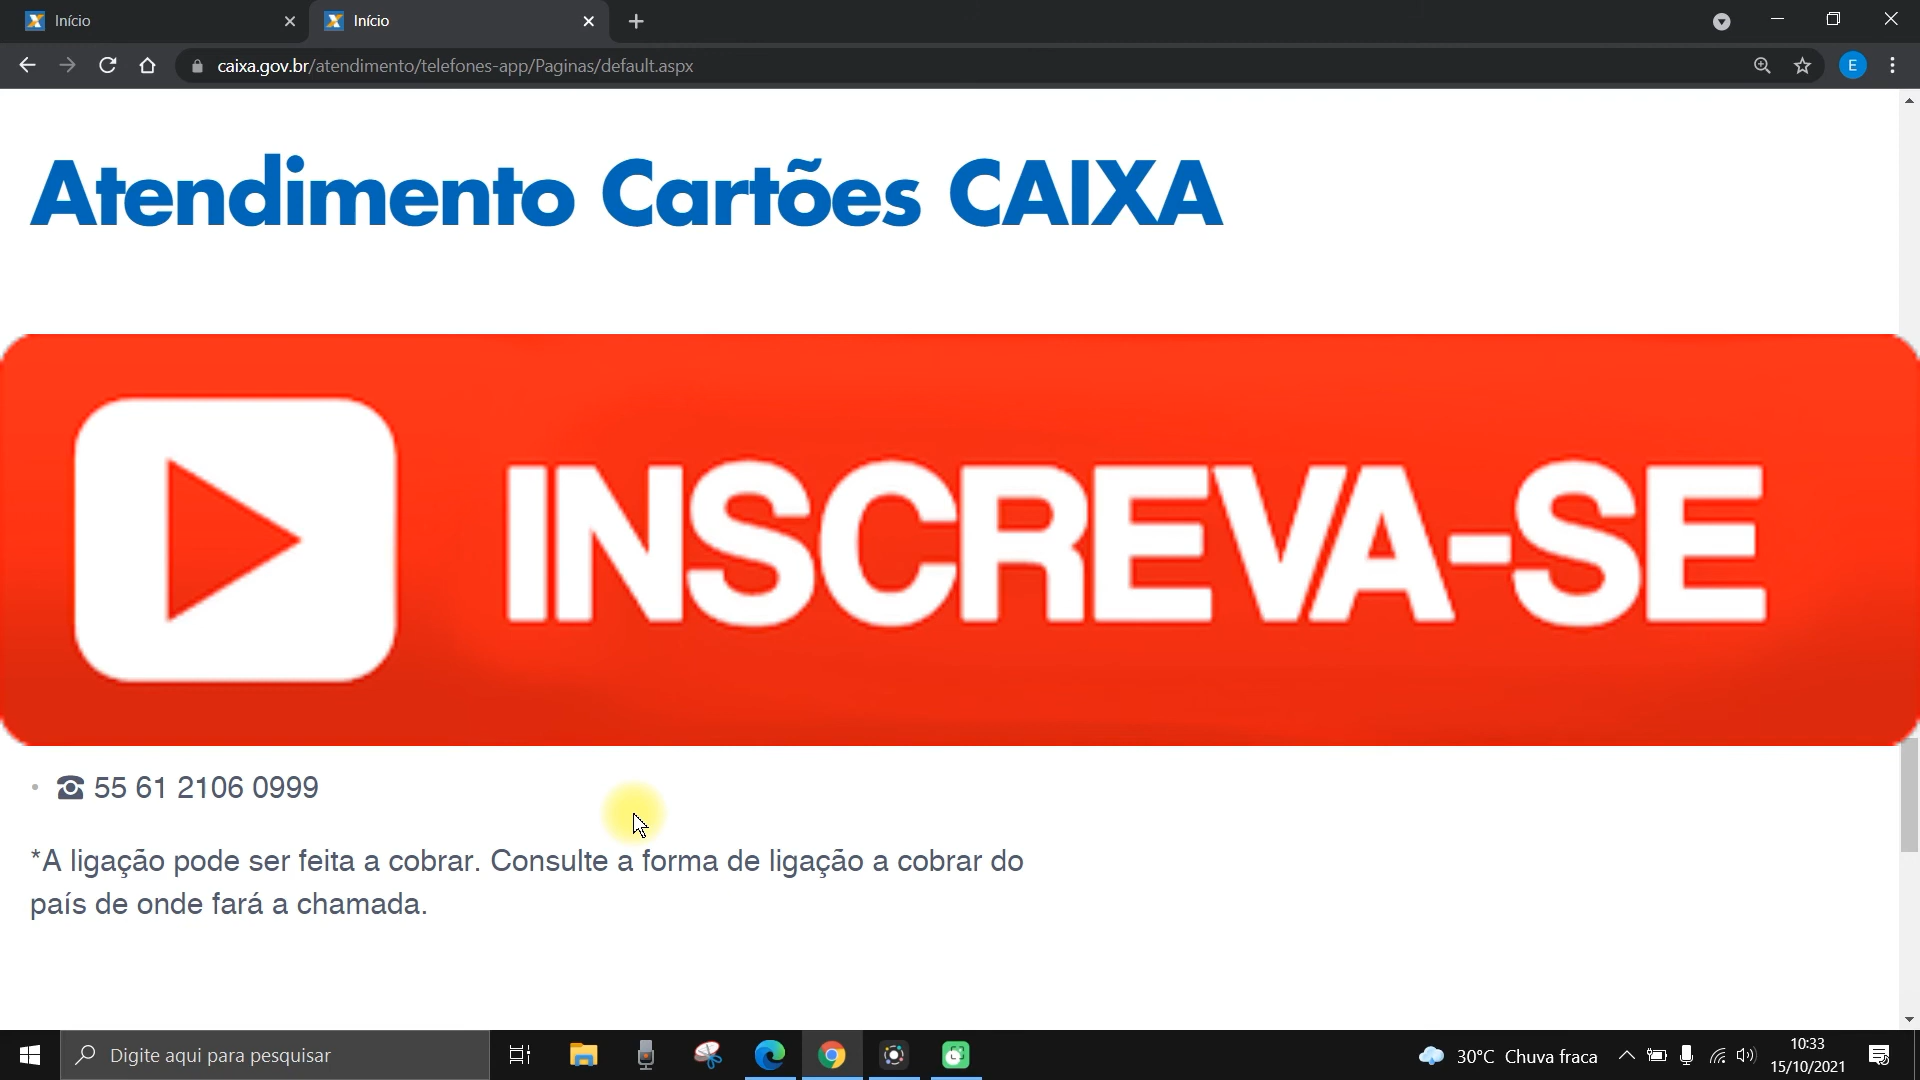 Início
Início
caixa.gov.br/atendimento/telefones-app/Paginas/default.aspx
E
Atendimento Cartões CAIXA
INSCREVA-SE
• ☎ 55 61 2106 0999
*A ligação pode ser feita a cobrar. Consulte a forma de ligação a cobrar do
país de onde fará a chamada.
Digite aqui para pesquisar
30°C Chuva fraca
10:33
15/10/2021